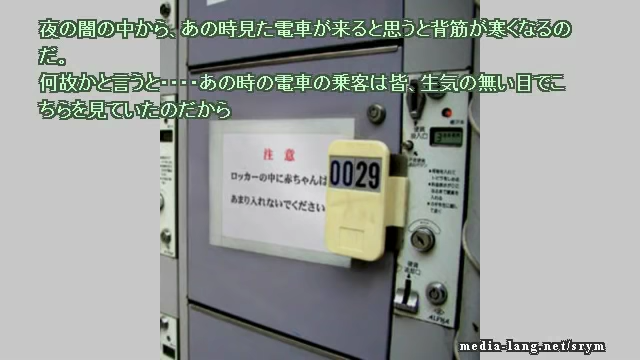 夜の闇の中から、あの時見た電車が来ると思うと背筋が寒くなるの
だ。
何故かと言うと・・・・あの時の電車の乗客は皆、生気の無い目でこ
ちらを見ていたのだから
注 意
ロッカーの中に赤ちゃんは
あまり入れないでください
0029
ALPHA
media-lang.net/srym